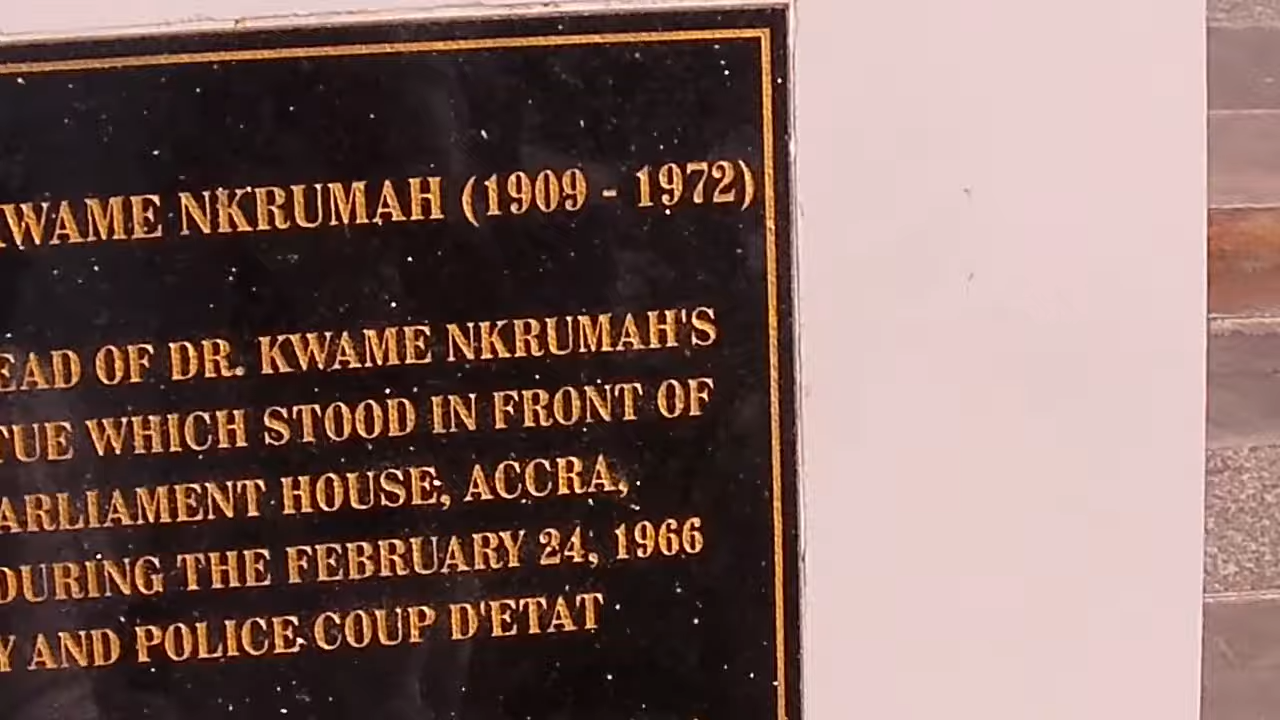 KWAME NKRUMAH (1909 - 1972)
EAD OF DR. KWAME NKRUMAH'S
TUE WHICH STOOD IN FRONT OF
ARLIAMENT HOUSE, ACCRA,
DURING THE FEBRUARY 24, 1966
Y AND POLICE COUP D'ETAT